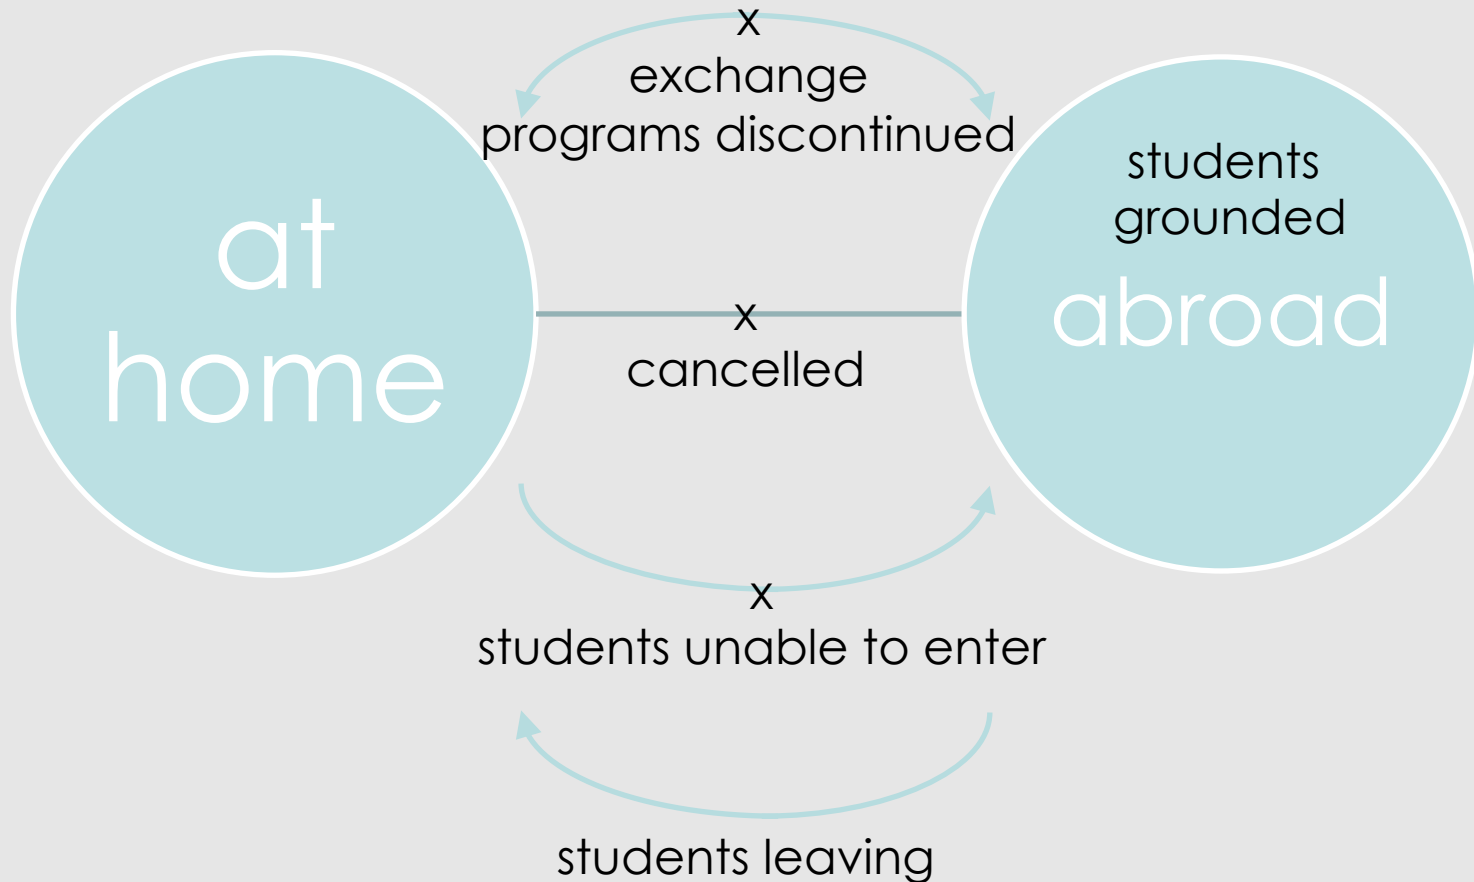 x
exchange
programs discontinued
at
home
students
grounded
abroad
x
cancelled
x
students unable to enter
students leaving